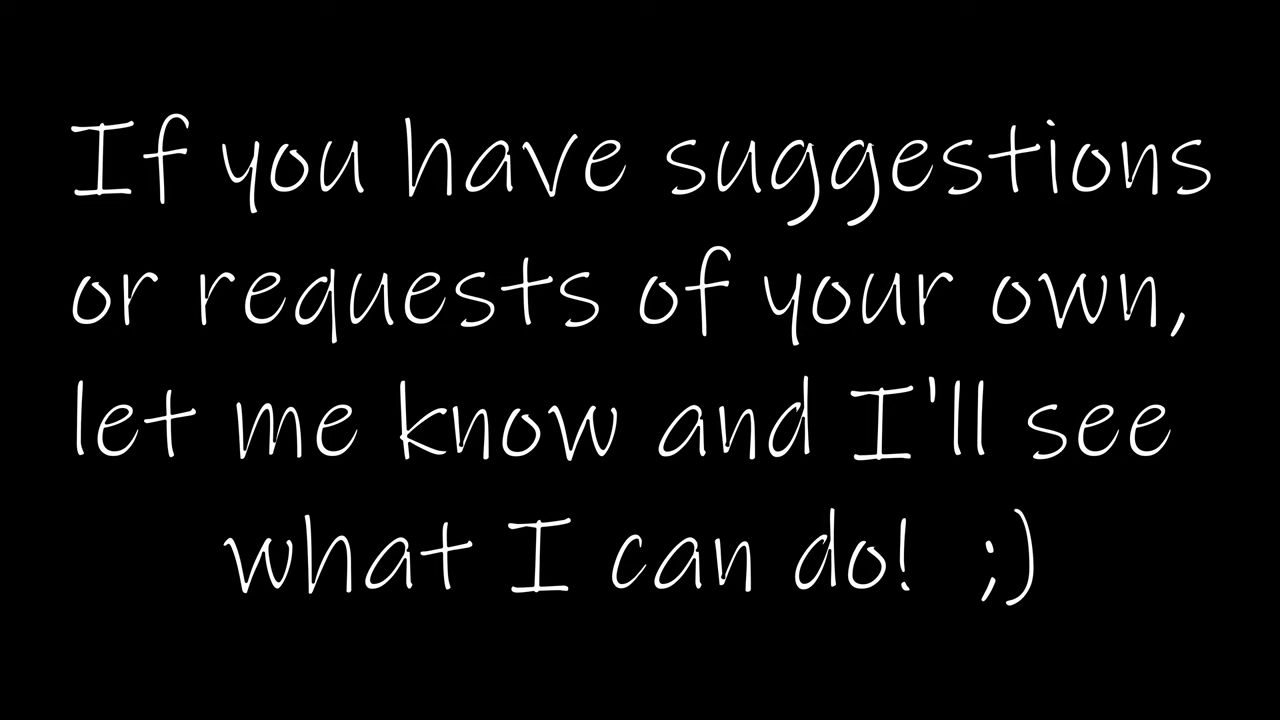 If you have suggestions
or requests of your own,
let me know and I'll see
what I can do! ;)